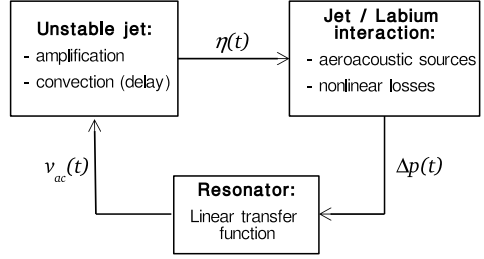 Unstable jet:
- amplification
- convection (delay)
η(t)
Jet / Labium
interaction:
- aeroacoustic sources
- nonlinear losses
v_ac(t)
Δp(t)
Resonator:
Linear transfer
function